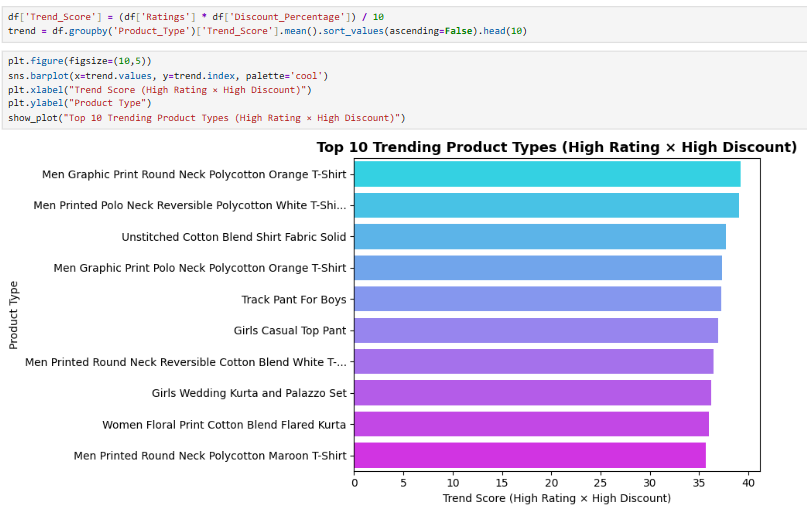 df['Trend_Score'] = (df['Ratings'] * df['Discount_Percentage']) / 10
trend = df.groupby('Product_Type')['Trend_Score'].mean().sort_values(ascending=False).head(10)
plt.figure(figsize=(10,5))
sns.barplot(x=trend.values, y=trend.index, palette='cool')
plt.xlabel("Trend Score (High Rating × High Discount)")
plt.ylabel("Product Type")
show_plot("Top 10 Trending Product Types (High Rating × High Discount)")
Top 10 Trending Product Types (High Rating × High Discount)
Men Graphic Print Round Neck Polycotton Orange T-Shirt
Men Printed Polo Neck Reversible Polycotton White T-Shi...
Unstitched Cotton Blend Shirt Fabric Solid
Men Graphic Print Polo Neck Polycotton Orange T-Shirt
Track Pant For Boys
Girls Casual Top Pant
Men Printed Round Neck Reversible Cotton Blend White T-...
Girls Wedding Kurta and Palazzo Set
Women Floral Print Cotton Blend Flared Kurta
Men Printed Round Neck Polycotton Maroon T-Shirt
Product Type
0 5 10 15 20 25 30 35 40
Trend Score (High Rating × High Discount)